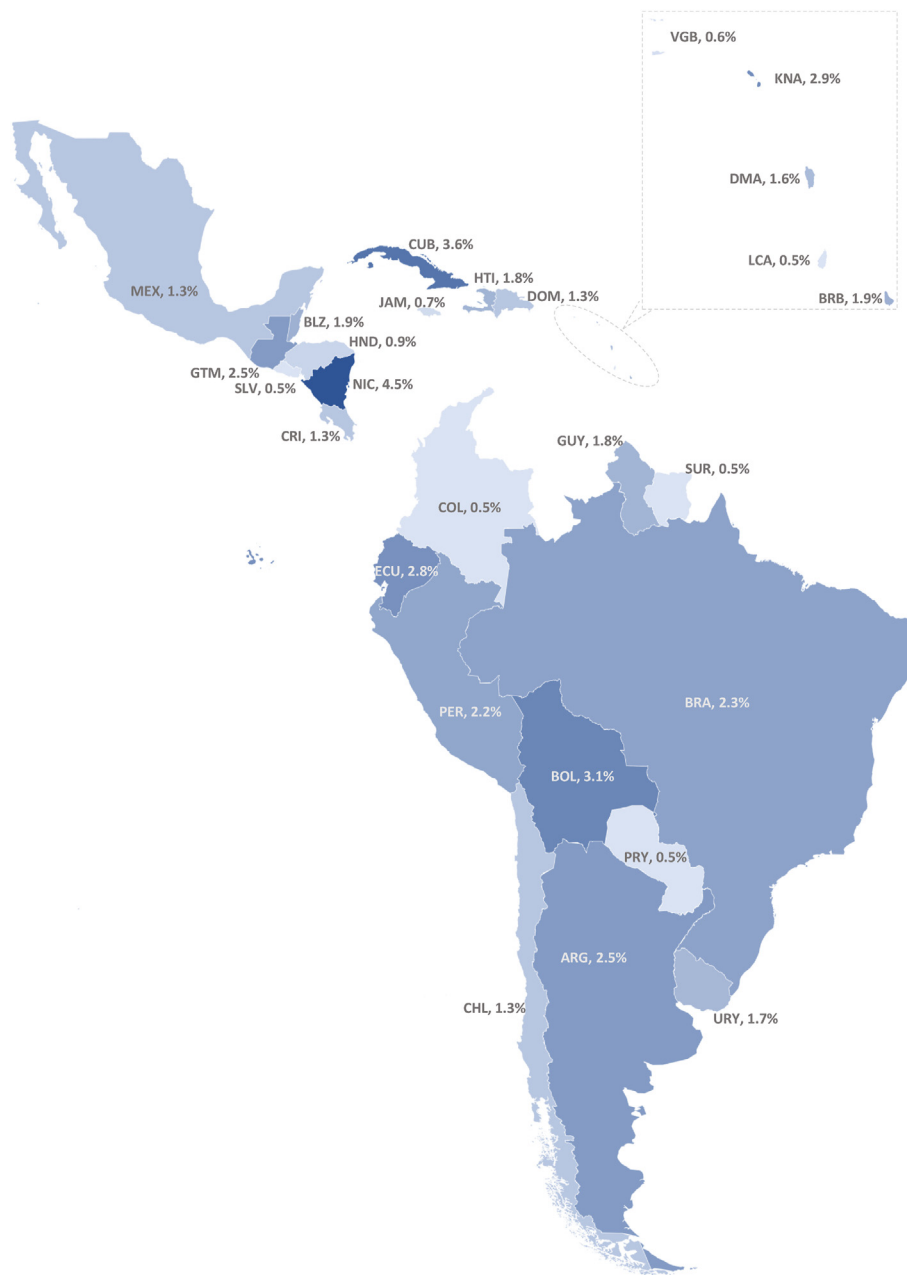 VGB, 0.6%
KNA, 2.9%
DMA, 1.6%
LCA, 0.5%
BRB, 1.9%
CUB, 3.6%
HTI, 1.8%
MEX, 1.3%
JAM, 0.7%
DOM, 1.3%
BLZ, 1.9%
HND, 0.9%
GTM, 2.5%
SLV, 0.5%
NIC, 4.5%
CRI, 1.3%
GUY, 1.8%
SUR, 0.5%
COL, 0.5%
ECU, 2.8%
PER, 2.2%
BRA, 2.3%
BOL, 3.1%
PRY, 0.5%
ARG, 2.5%
CHL, 1.3%
URY, 1.7%